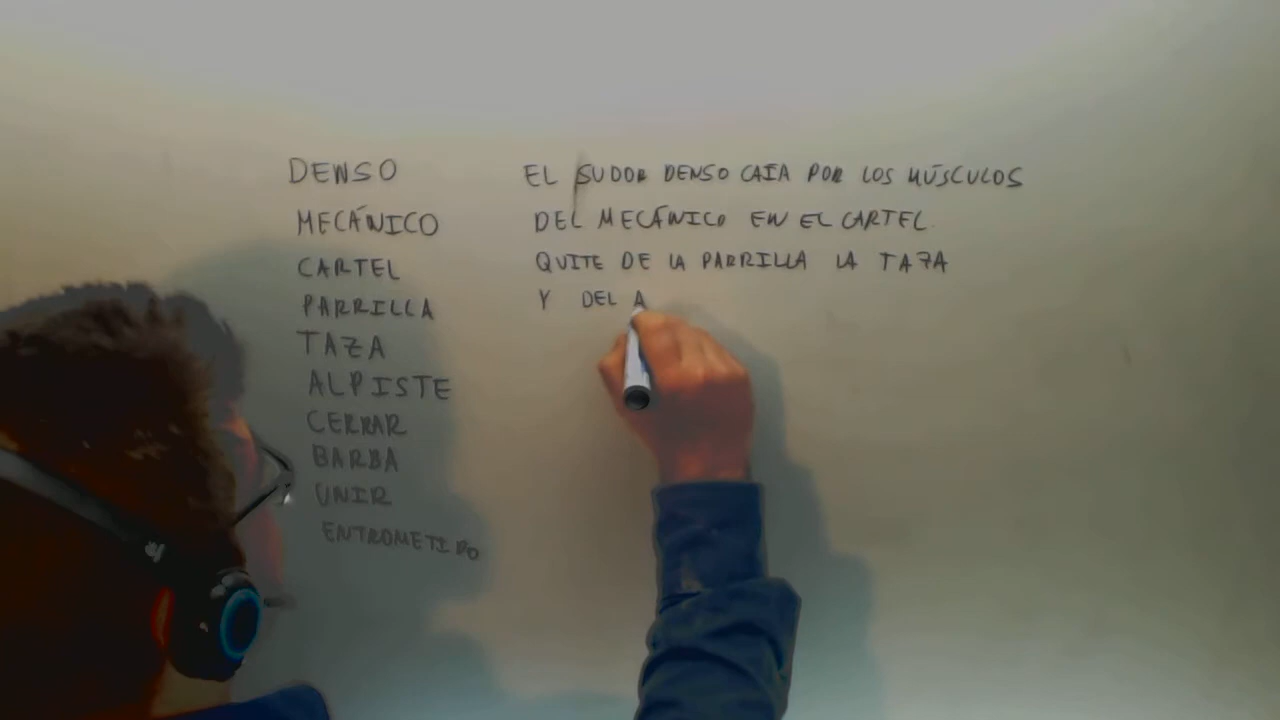 DENSO
MECÁNICO
CARTEL
PARRILLA
TAZA
ALPISTE
CERRAR
BARBA
UNIR
ENTROMETIDO
EL SUDOR DENSO CAIA POR LOS MÚSCULOS
DEL MECÁNICO EN EL CARTEL.
QUITE DE LA PARRILLA LA TAZA
Y DEL A